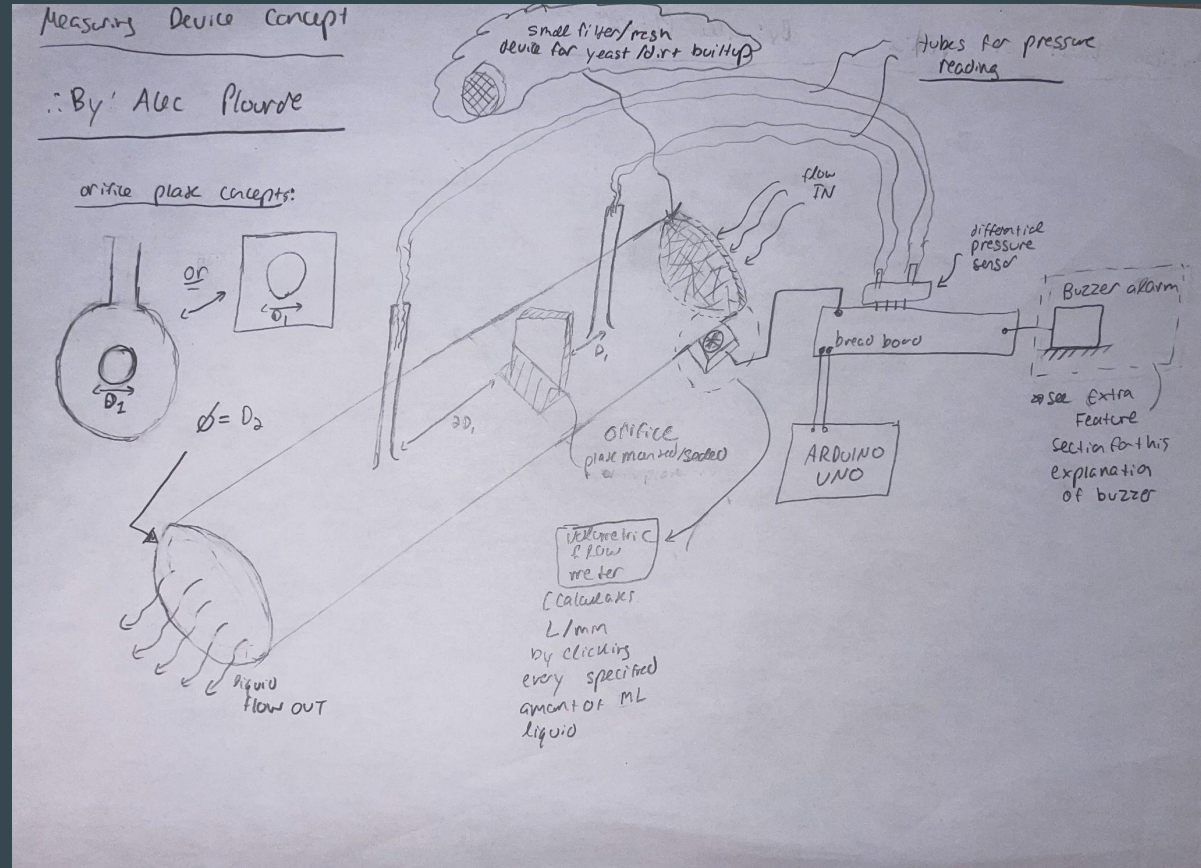 Measuring Device Concept
∴ By: Alec Plourde
small filter/mesh
device for yeast/dirt builtup
tubes for pressure
reading
orifice plate concepts:
or
D1
D1
flow
IN
differential
pressure
sensor
Buzzer alarm
bread board
D1
2D1
ø = D2
orifice
plate mounted/sealed
ARDUINO
UNO
see Extra
Feature
section for this
explanation
of buzzer
volumetric
flow
meter
(calculates
L/min
by clicking
every specified
amount of ML
liquid
liquid
flow OUT